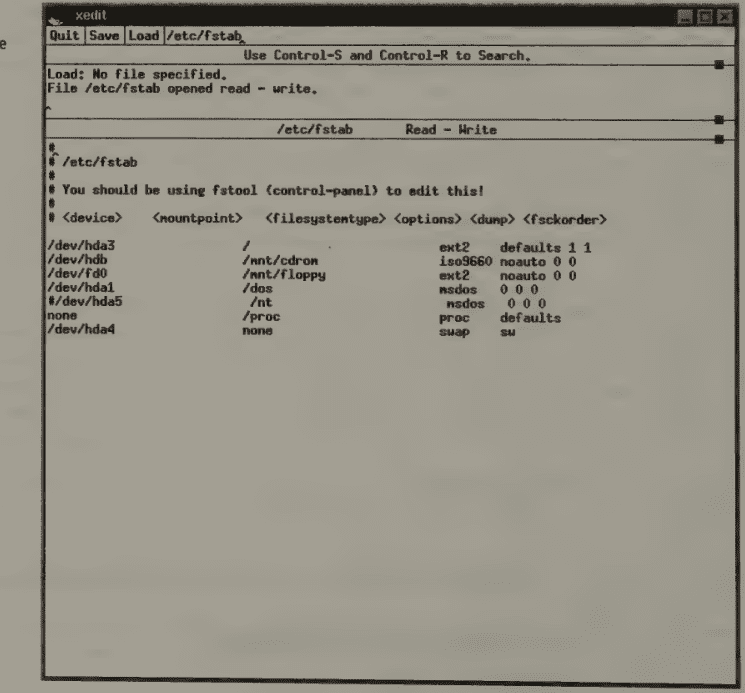 e
xedit
Quit Save Load /etc/fstab
Use Control-S and Control-R to Search.
Load: No file specified.
File /etc/fstab opened read - write.
/etc/fstab Read - Write
#
# /etc/fstab
#
# You should be using fstool (control-panel) to edit this!
#
# <device> <mountpoint> <filesystemtype> <options> <dump> <fsckorder>
/dev/hda3 / ext2 defaults 1 1
/dev/hdb /mnt/cdrom iso9660 noauto 0 0
/dev/fd0 /mnt/floppy ext2 noauto 0 0
/dev/hda1 /dos msdos 0 0 0
#/dev/hda5 /nt msdos 0 0 0
none /proc proc defaults
/dev/hda4 none swap sw